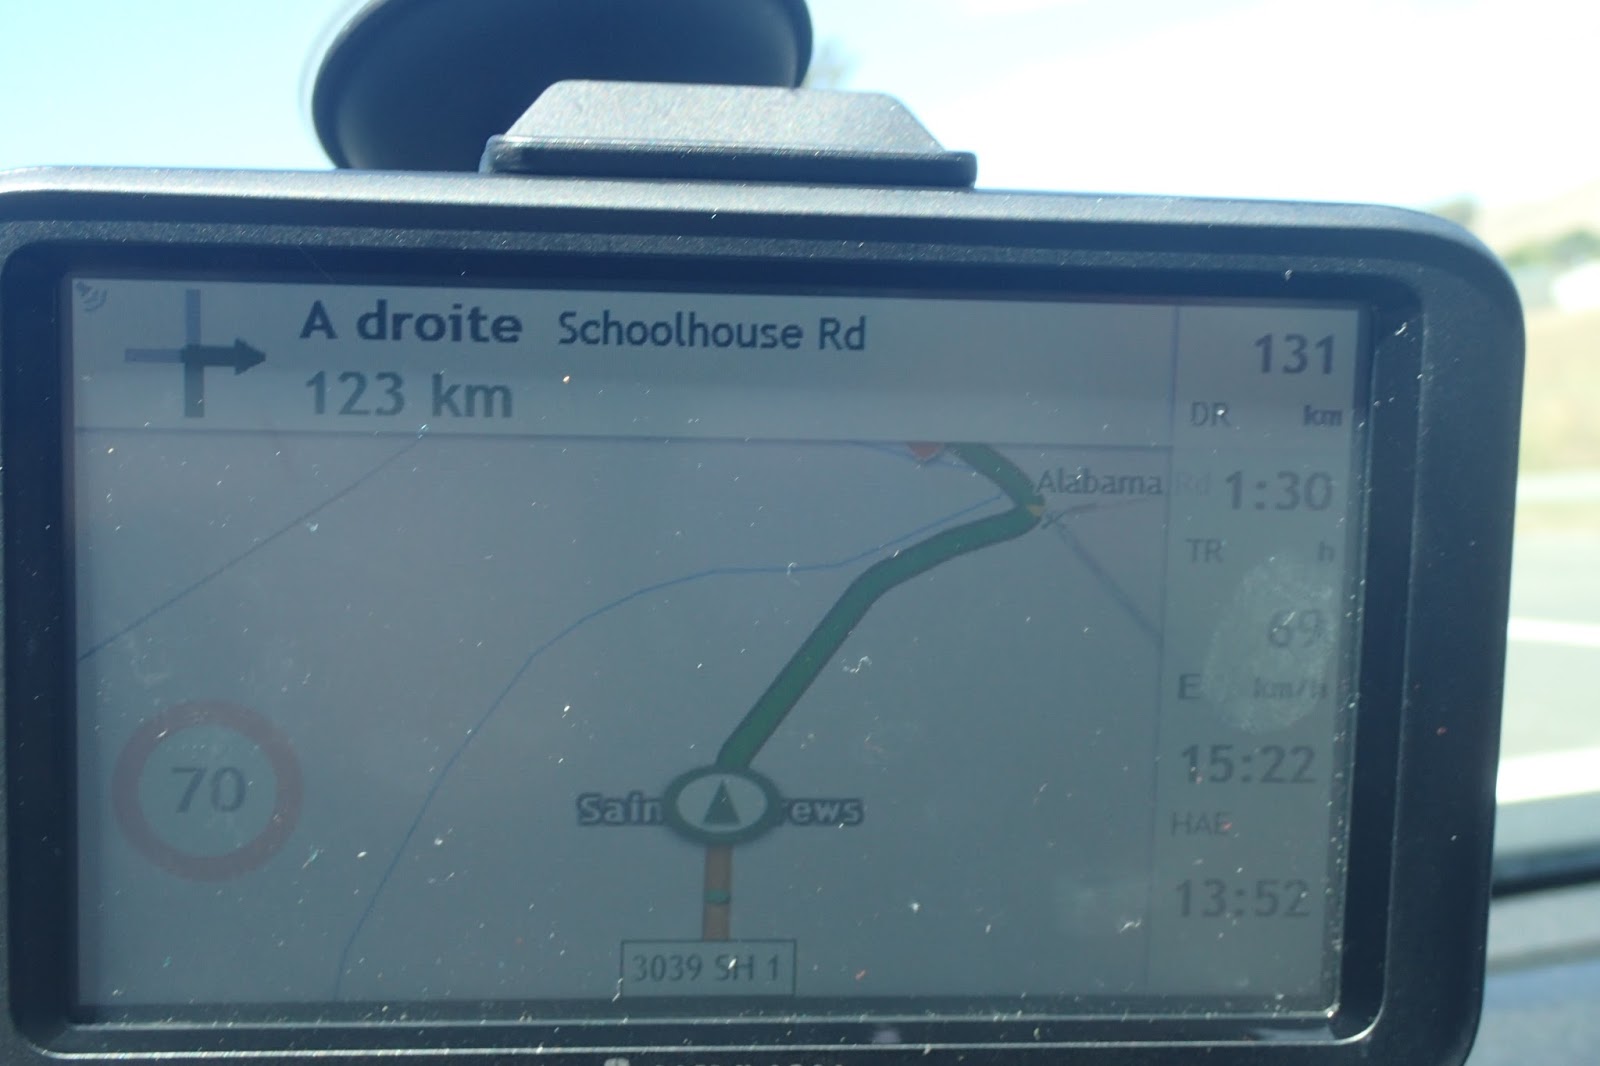 A droite Schoolhouse Rd
123 km
131
DR km
Alabama Rd
1:30
TR h
69
E km/h
70
15:22
HAE
13:52
3039 SH 1